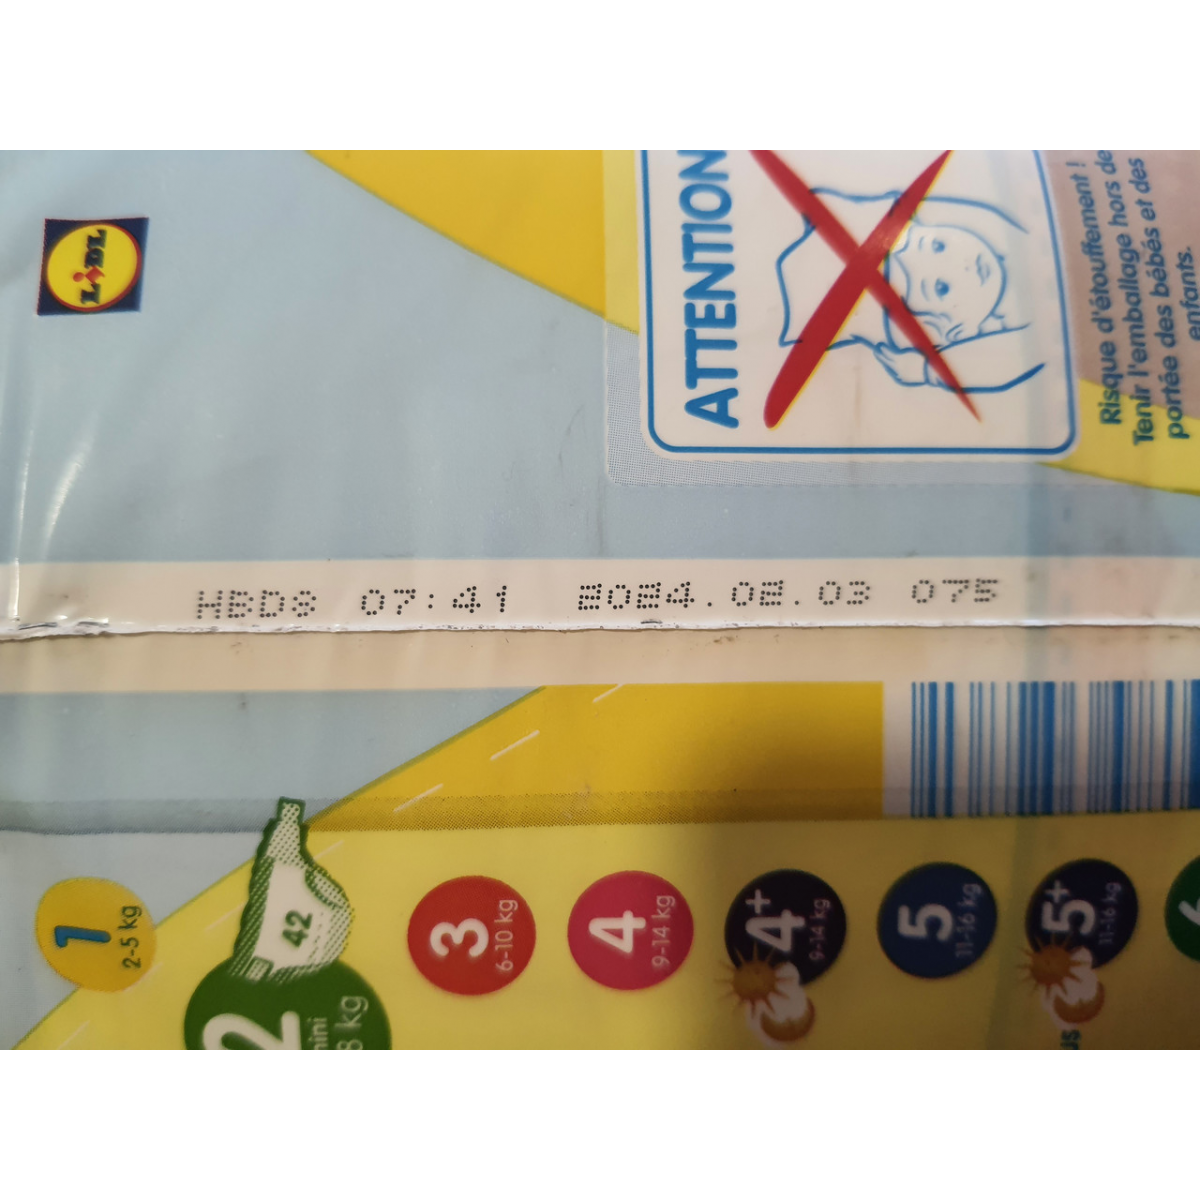 LIDL
ATTENTION
Risque d'étouffement !
Tenir l'emballage hors de
portée des bébés et des
enfants.
HBD8 07:41 2024.02.03 075
1
2-5 kg
42
2
3
6-10 kg
4
9-14 kg
4+
9-14 kg
5
11-16 kg
5+
11-16 kg